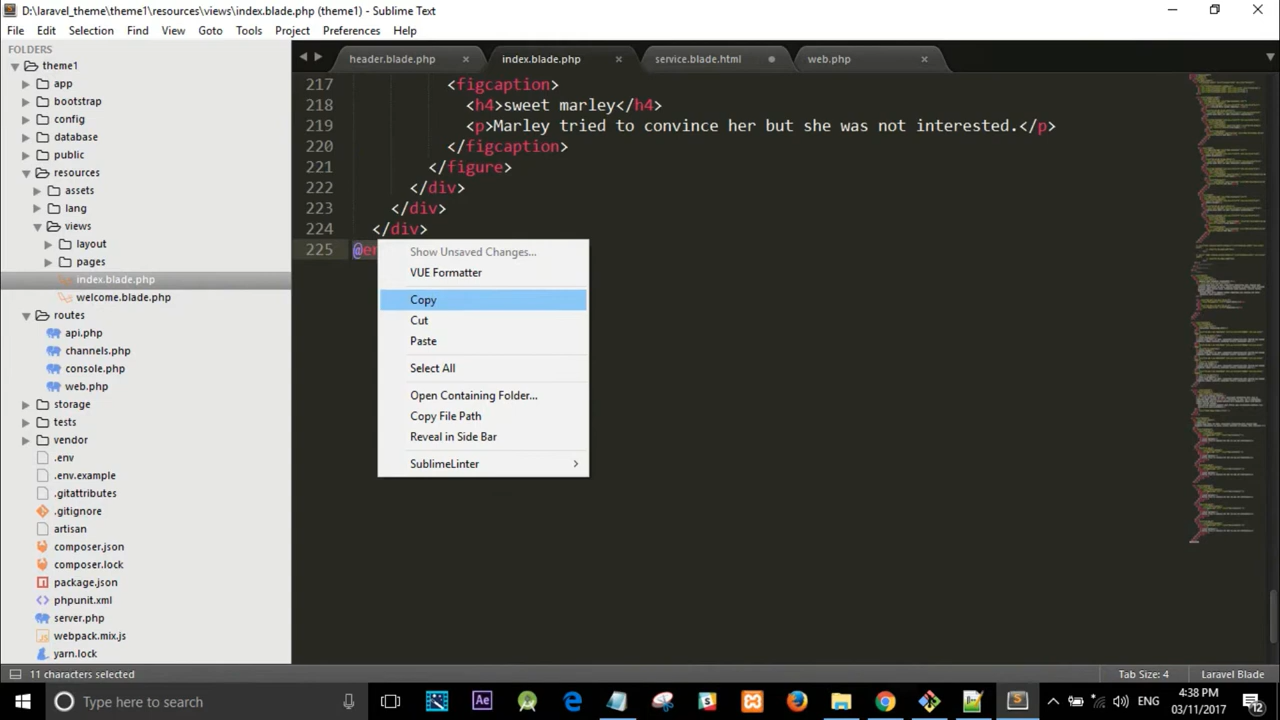 D:\laravel_theme\theme1\resources\views\index.blade.php (theme1) - Sublime Text
File Edit Selection Find View Goto Tools Project Preferences Help
FOLDERS
theme1
app
bootstrap
config
database
public
resources
assets
lang
views
layout
pages
index.blade.php
welcome.blade.php
routes
api.php
channels.php
console.php
web.php
storage
tests
vendor
.env
.env.example
.gitattributes
.gitignore
artisan
composer.json
composer.lock
package.json
phpunit.xml
server.php
webpack.mix.js
yarn.lock
header.blade.php index.blade.php service.blade.html web.php
217 <figcaption>
218 <h4>sweet marley</h4>
219 <p>Marley tried to convince her but she was not interested.</p>
220 </figcaption>
221 </figure>
222 </div>
223 </div>
224 </div>
225 @er
Show Unsaved Changes...
VUE Formatter
Copy
Cut
Paste
Select All
Open Containing Folder...
Copy File Path
Reveal in Side Bar
SublimeLinter
11 characters selected Tab Size: 4 Laravel Blade
Type here to search
Ae
ENG
4:38 PM
03/11/2017
12